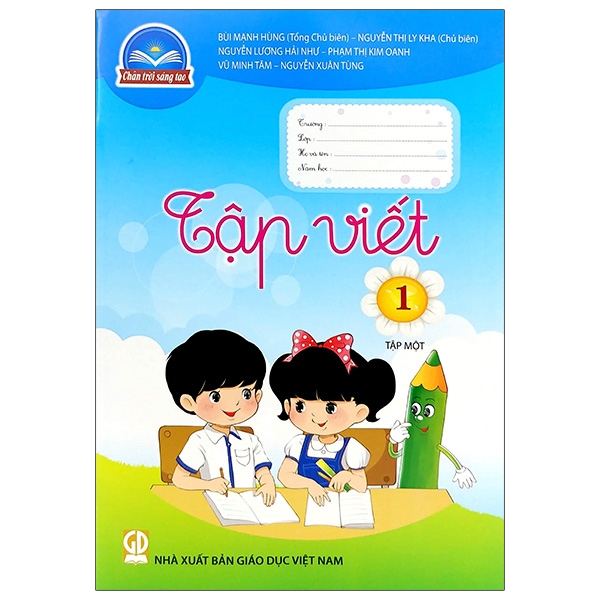 BÙI MẠNH HÙNG (Tổng Chủ biên) – NGUYỄN THỊ LY KHA (Chủ biên)
NGUYỄN LƯƠNG HẢI NHƯ – PHẠM THỊ KIM OANH
VŨ MINH TÂM – NGUYỄN XUÂN TÙNG
Chân trời sáng tạo
Trường:
Lớp:
Họ và tên:
Năm học:
Tập viết
1
TẬP MỘT
GD
NHÀ XUẤT BẢN GIÁO DỤC VIỆT NAM